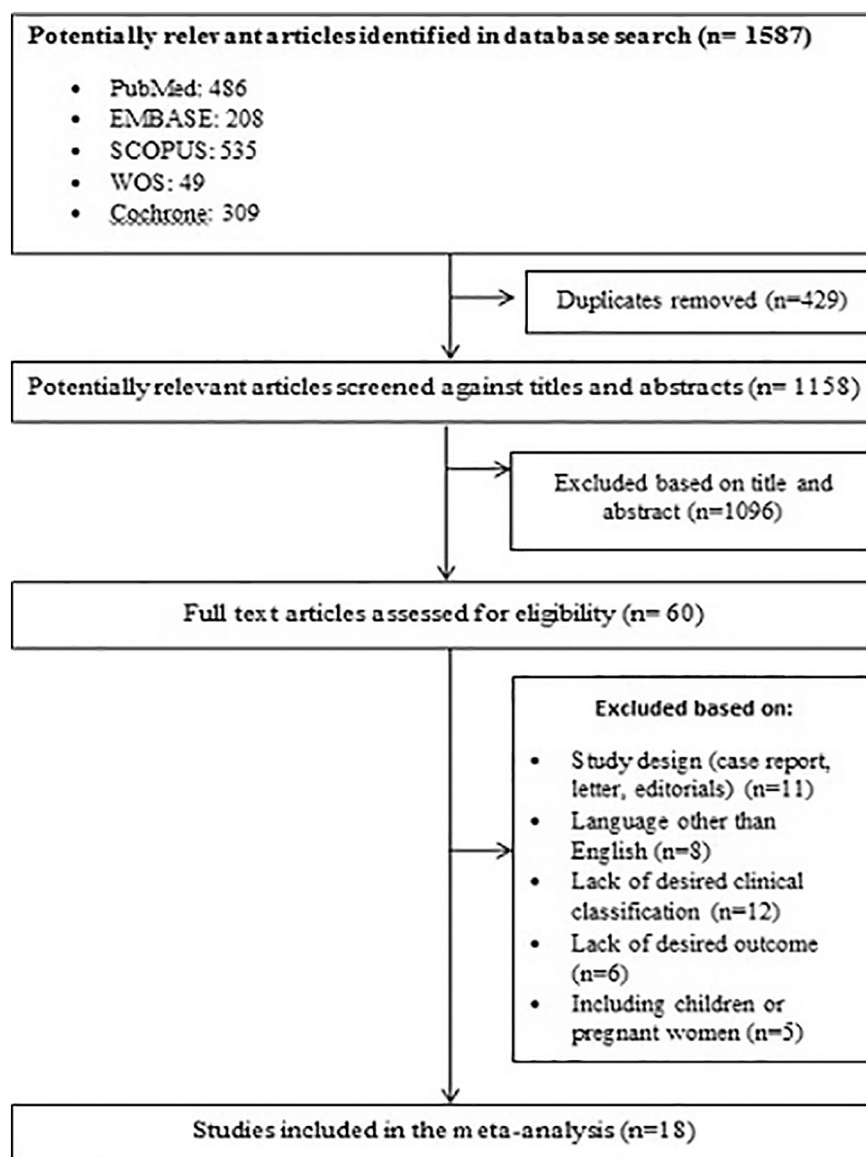 Potentially relevant articles identified in database search (n= 1587)
• PubMed: 486
• EMBASE: 208
• SCOPUS: 535
• WOS: 49
• Cochrone: 309
Duplicates removed (n=429)
Potentially relevant articles screened against titles and abstracts (n= 1158)
Excluded based on title and
abstract (n=1096)
Full text articles assessed for eligibility (n= 60)
Excluded based on:
• Study design (case report,
letter, editorials) (n=11)
• Language other than
English (n=8)
• Lack of desired clinical
classification (n=12)
• Lack of desired outcome
(n=6)
• Including children or
pregnant women (n=5)
Studies included in the meta-analysis (n=18)